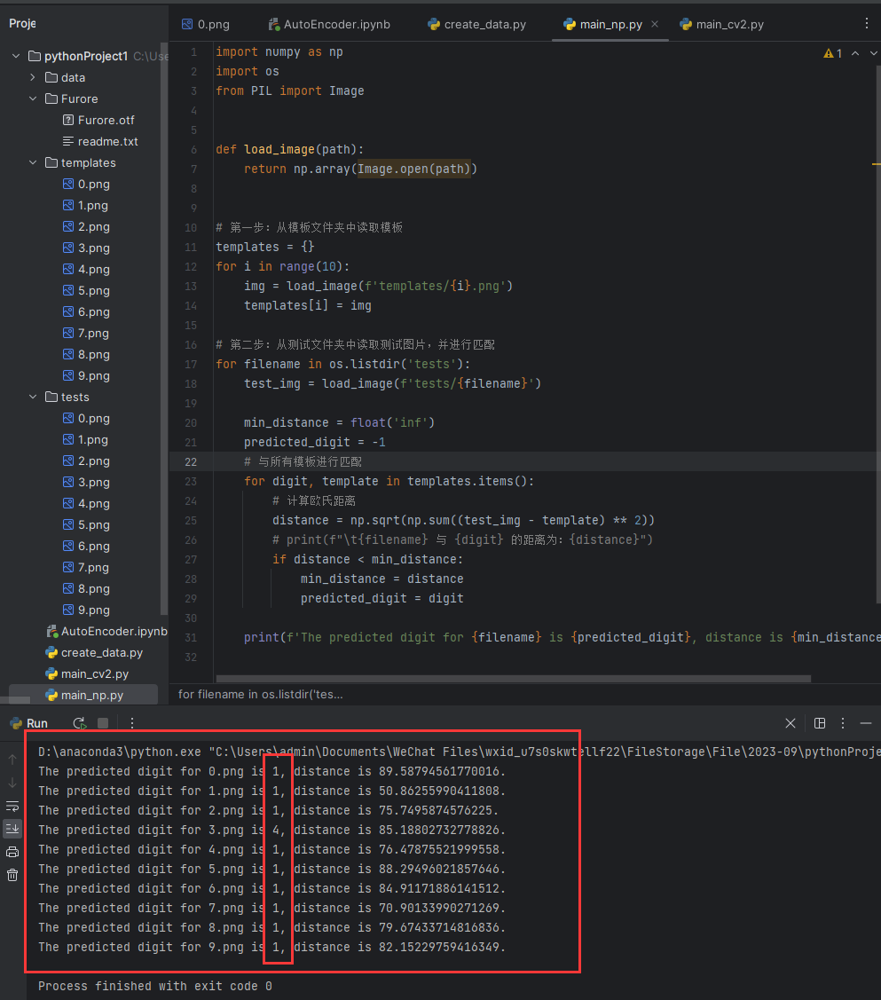 Proje
0.png
AutoEncoder.ipynb
create_data.py
main_np.py
main_cv2.py
pythonProject1 C:\Use
data
Furore
Furore.otf
readme.txt
templates
0.png
1.png
2.png
3.png
4.png
5.png
6.png
7.png
8.png
9.png
tests
0.png
1.png
2.png
3.png
4.png
5.png
6.png
7.png
8.png
9.png
AutoEncoder.ipynb
create_data.py
main_cv2.py
main_np.py
1
1 import numpy as np
2 import os
3 from PIL import Image
4
5
6 def load_image(path):
7 return np.array(Image.open(path))
8
9
10 # 第一步：从模板文件夹中读取模板
11 templates = {}
12 for i in range(10):
13 img = load_image(f'templates/{i}.png')
14 templates[i] = img
15
16 # 第二步：从测试文件夹中读取测试图片，并进行匹配
17 for filename in os.listdir('tests'):
18 test_img = load_image(f'tests/{filename}')
19
20 min_distance = float('inf')
21 predicted_digit = -1
22 # 与所有模板进行匹配
23 for digit, template in templates.items():
24 # 计算欧氏距离
25 distance = np.sqrt(np.sum((test_img - template) ** 2))
26 # print(f"\t{filename} 与 {digit} 的距离为：{distance}")
27 if distance < min_distance:
28 min_distance = distance
29 predicted_digit = digit
30
31 print(f'The predicted digit for {filename} is {predicted_digit}, distance is {min_distance
32
for filename in os.listdir('tes...
Run
D:\anaconda3\python.exe "C:\Users\admin\Documents\WeChat Files\wxid_u7s0skwtellf22\FileStorage\File\2023-09\pythonProje
The predicted digit for 0.png is 1, distance is 89.58794561770016.
The predicted digit for 1.png is 1, distance is 50.86255990411808.
The predicted digit for 2.png is 1, distance is 75.7495874576225.
The predicted digit for 3.png is 4, distance is 85.18802732778826.
The predicted digit for 4.png is 1, distance is 76.47875521999558.
The predicted digit for 5.png is 1, distance is 88.29496021857646.
The predicted digit for 6.png is 1, distance is 84.91171886141512.
The predicted digit for 7.png is 1, distance is 70.90133990271269.
The predicted digit for 8.png is 1, distance is 79.67433714816836.
The predicted digit for 9.png is 1, distance is 82.15229759416349.
Process finished with exit code 0